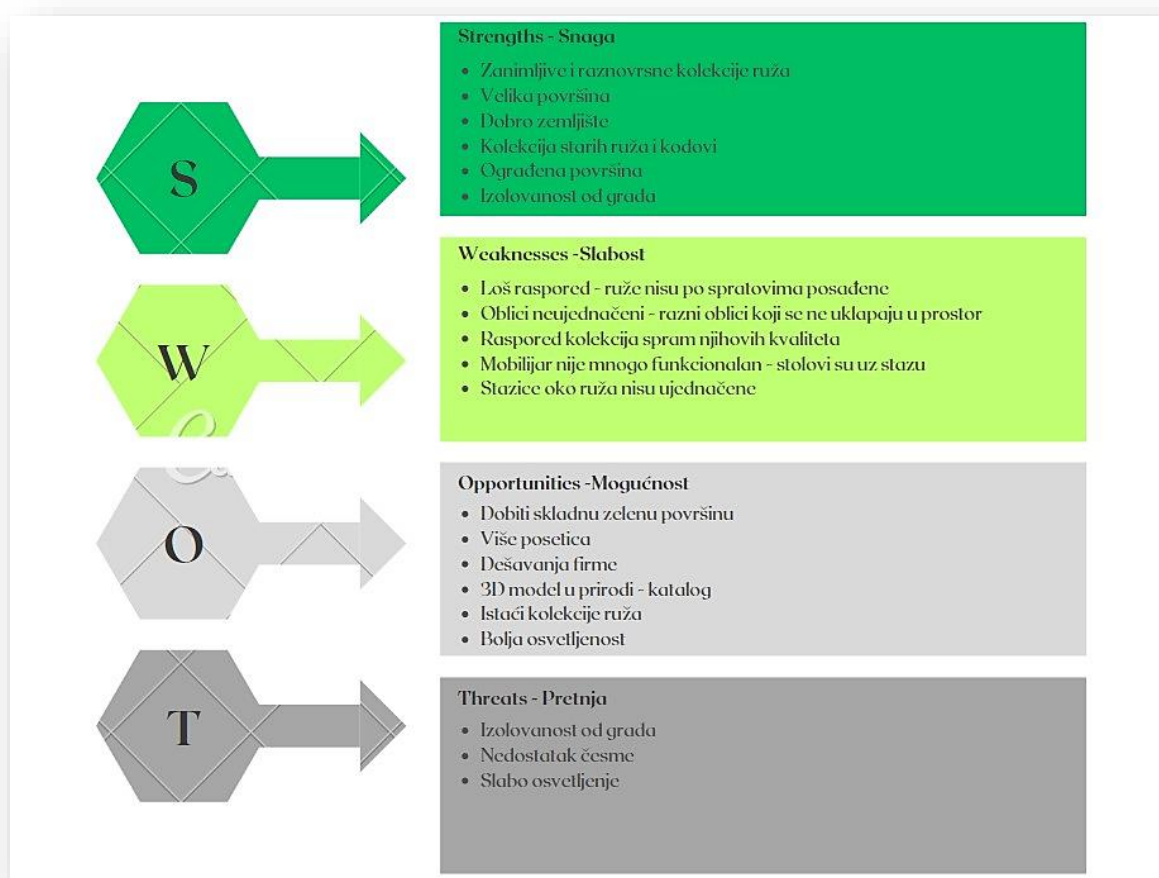 Strengths - Snaga
• Zanimljive i raznovrsne kolekcije ruža
• Velika površina
• Dobro zemljište
• Kolekcija starih ruža i kodovi
• Ograđena površina
• Izolovanost od grada
S
Weaknesses -Slabost
• Loš raspored - ruže nisu po spratovima posađene
• Oblici neujednačeni - razni oblici koji se ne uklapaju u prostor
• Raspored kolekcija spram njihovih kvaliteta
• Mobilijar nije mnogo funkcionalan - stolovi su uz stazu
• Stazice oko ruža nisu ujednačene
W
Opportunities -Mogućnost
• Dobiti skladnu zelenu površinu
• Više posetica
• Dešavanja firme
• 3D model u prirodi - katalog
• Istaći kolekcije ruža
• Bolja osvetljenost
O
Threats - Pretnja
• Izolovanost od grada
• Nedostatak česme
• Slabo osvetljenje
T